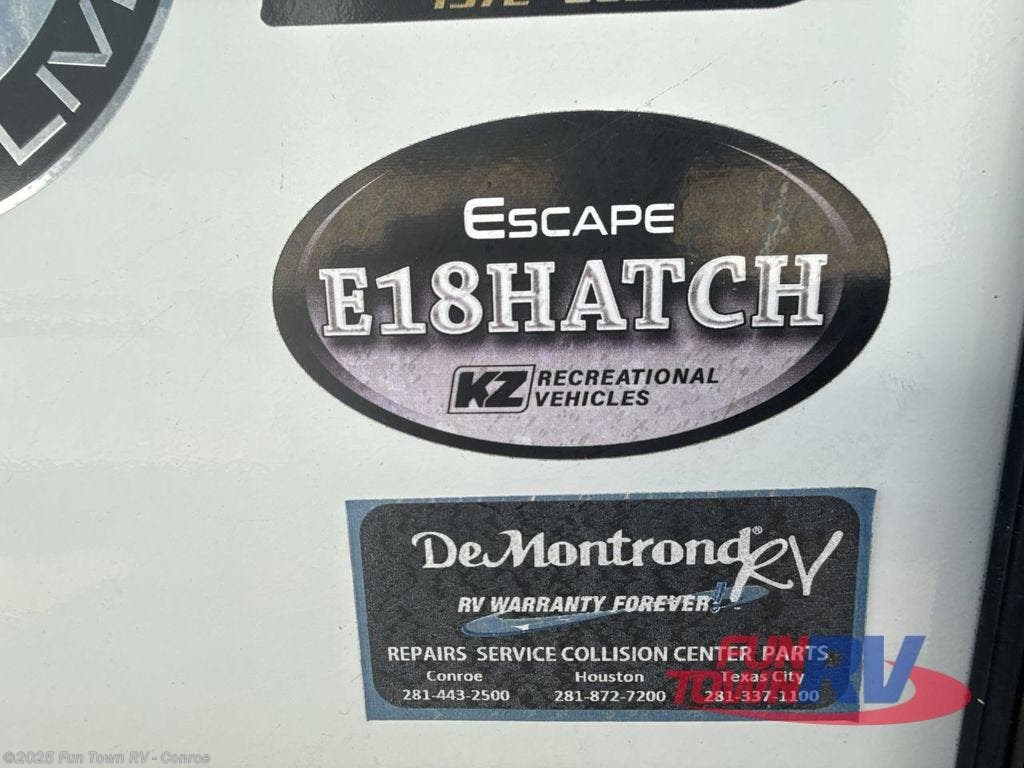 LIV
ESCAPE
E18HATCH
KZ RECREATIONAL
VEHICLES
DeMontrond® RV
RV WARRANTY FOREVER!
REPAIRS SERVICE COLLISION CENTER PARTS
Conroe Houston Texas City
281-443-2500 281-872-7200 281-337-1100
FUN TOWN RV
©2025 Fun Town RV - Conroe